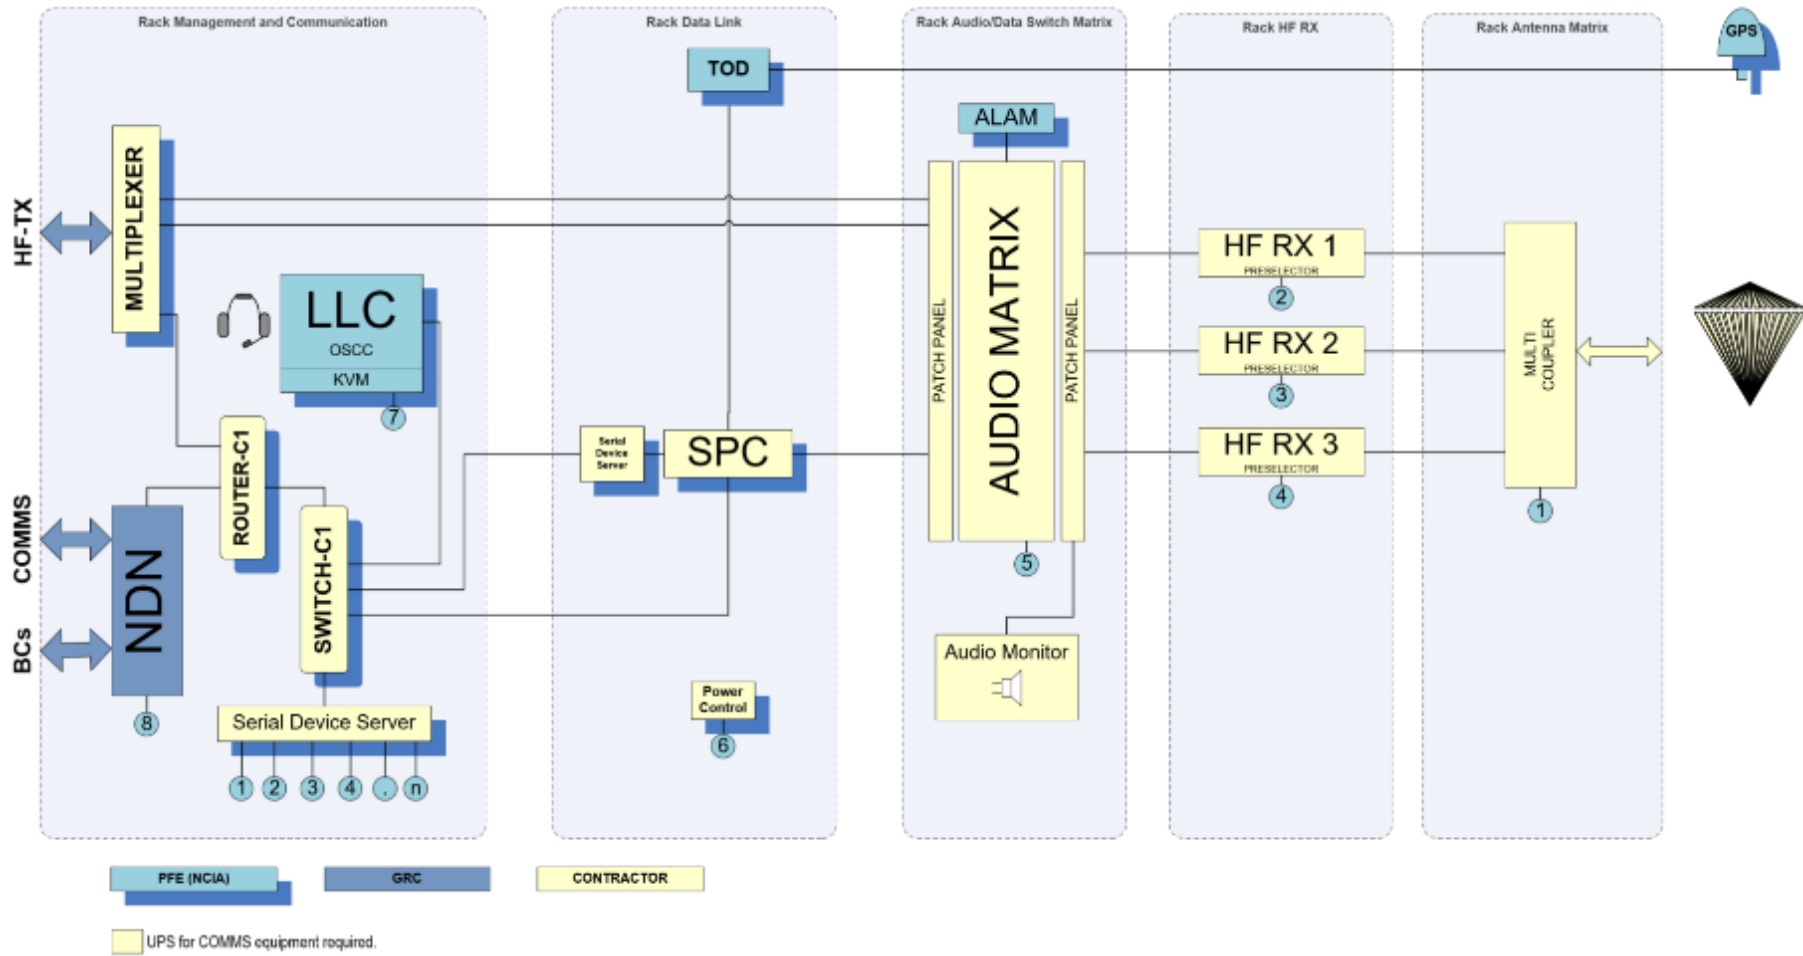 Rack Management and Communication
Rack Data Link
Rack Audio/Data Switch Matrix
Rack HF RX
Rack Antenna Matrix
GPS
TOD
ALAM
HF-TX
MULTIPLEXER
LLC
OSCC
KVM
7
PATCH PANEL
AUDIO MATRIX
PATCH PANEL
5
HF RX 1
PRESELECTOR
2
HF RX 2
PRESELECTOR
3
HF RX 3
PRESELECTOR
4
MULTI
COUPLER
1
ROUTER-C1
Serial
Device
Server
SPC
COMMS
BCs
NDN
8
SWITCH-C1
Audio Monitor
Power
Control
6
Serial Device Server
1 2 3 4 . n
PFE (NCIA)
GRC
CONTRACTOR
UPS for COMMS equipment required.